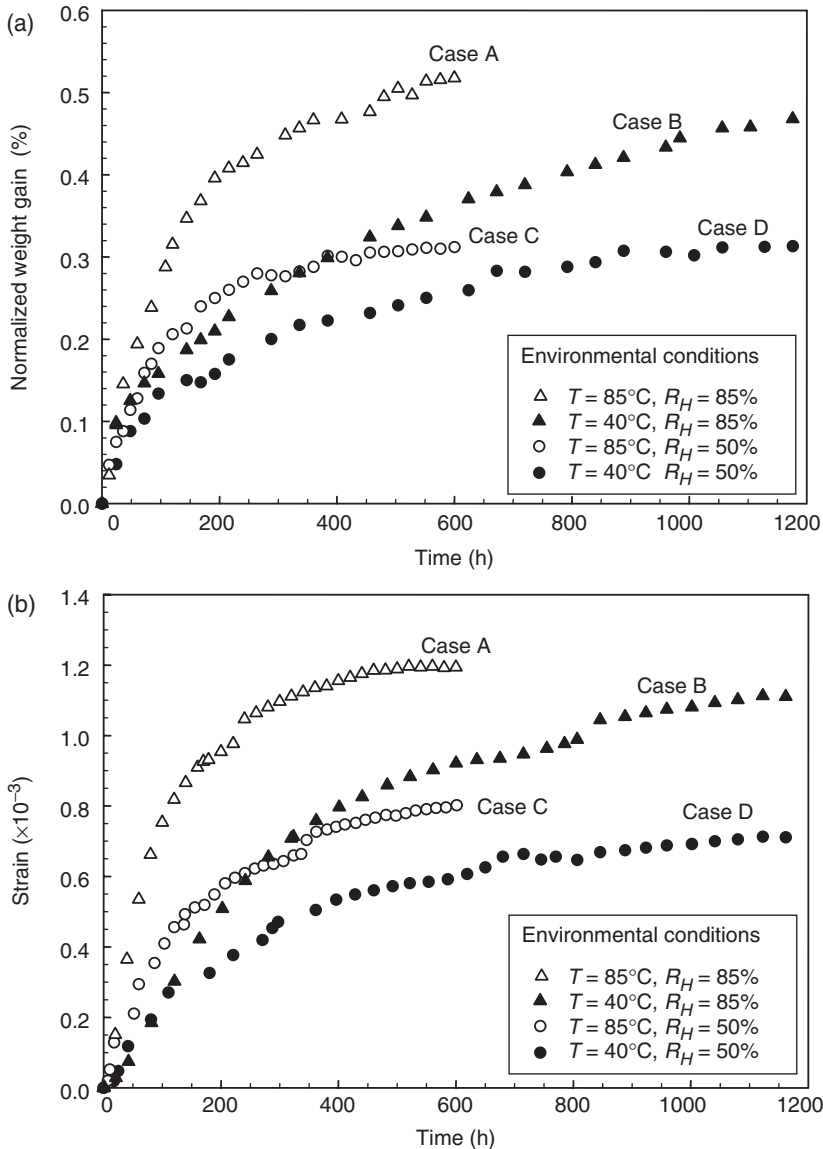 (a)
0.6
0.5
0.4
0.3
0.2
0.1
0.0
Normalized weight gain (%)
Case A
Case B
Case C
Case D
Environmental conditions
△ T = 85°C, R_H = 85%
▲ T = 40°C, R_H = 85%
○ T = 85°C, R_H = 50%
● T = 40°C R_H = 50%
0 200 400 600 800 1000 1200
Time (h)
(b)
1.4
1.2
1.0
0.8
0.6
0.4
0.2
0.0
Strain (×10⁻³)
Case A
Case B
Case C
Case D
Environmental conditions
△ T = 85°C, R_H = 85%
▲ T = 40°C, R_H = 85%
○ T = 85°C, R_H = 50%
● T = 40°C, R_H = 50%
0 200 400 600 800 1000 1200
Time (h)